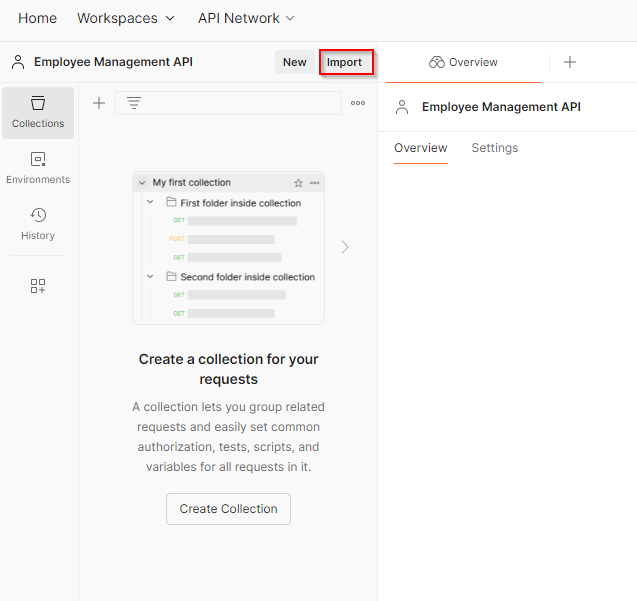 Home Workspaces API Network
Employee Management API New Import Overview
Collections
Environments
History
Employee Management API
Overview Settings
My first collection
First folder inside collection
GET
POST
GET
Second folder inside collection
GET
GET
Create a collection for your
requests
A collection lets you group related
requests and easily set common
authorization, tests, scripts, and
variables for all requests in it.
Create Collection